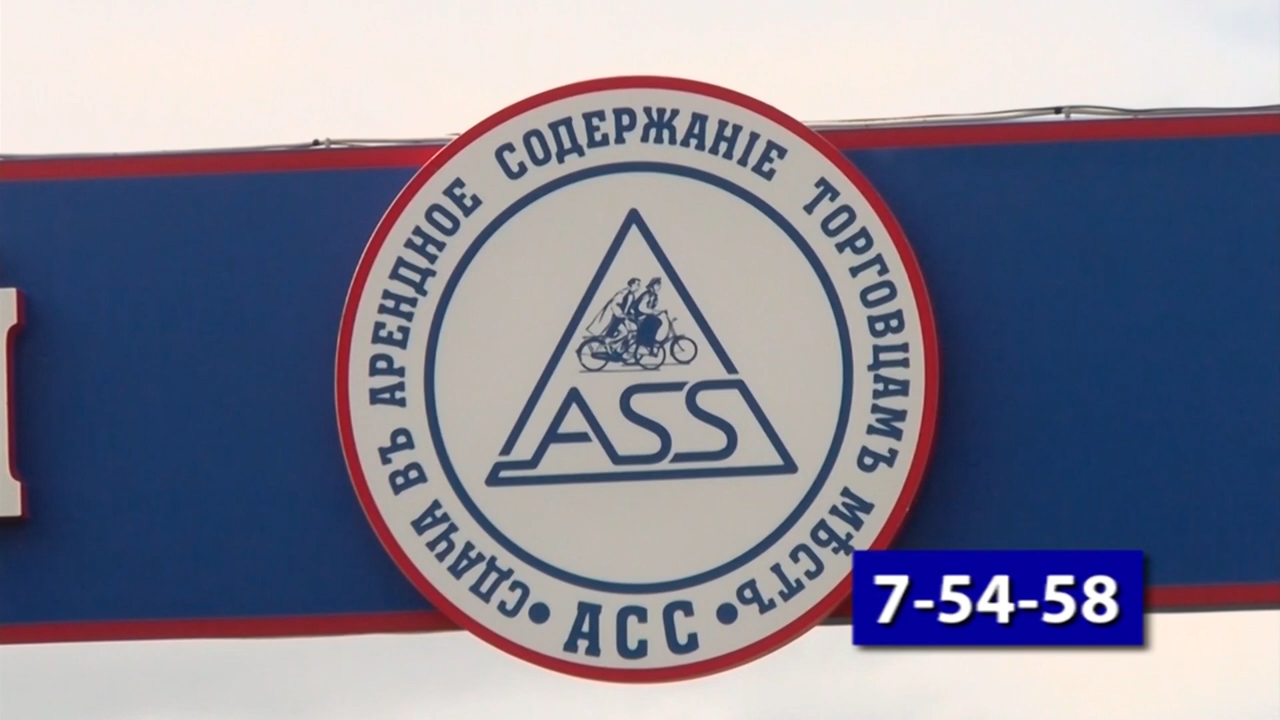 СДАЧА ВЪ АРЕНДНОЕ СОДЕРЖАНІЕ ТОРГОВЦАМЪ МѢСТЪ
ASS
• АСС •
7-54-58